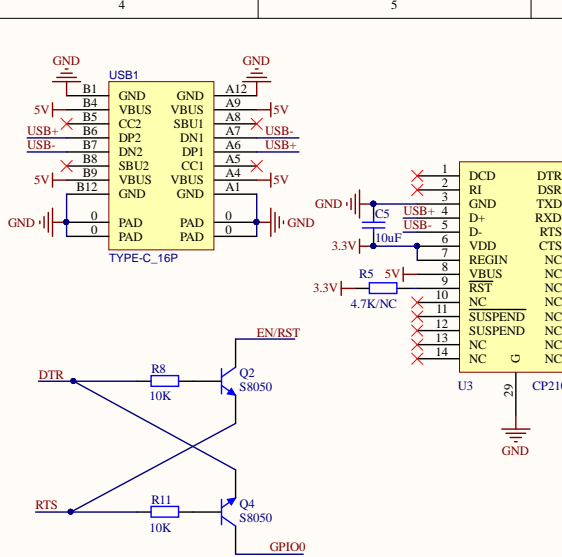 4 5
GND GND
USB1
B1 GND GND A12
5V B4 VBUS VBUS A9 5V
B5 CC2 SBU1 A8
USB+ B6 DP2 DN1 A7 USB-
USB- B7 DN2 DP1 A6 USB+
B8 SBU2 CC1 A5
5V B9 VBUS VBUS A4 5V
B12 GND GND A1
GND 0 PAD PAD 0 GND
0 PAD PAD 0
TYPE-C_16P
1 DCD DTR
2 RI DSR
GND 3 GND TXD
C5 USB+ 4 D+ RXD
USB- 5 D- RTS
10uF
3.3V 6 VDD CTS
7 REGIN NC
R5 5V 8 VBUS NC
3.3V 9 RST NC
4.7K/NC 10 NC NC
11 SUSPEND NC
12 SUSPEND NC
13 NC NC
14 NC NC
G
U3 29 CP210
GND
EN/RST
DTR R8 Q2
10K S8050
RTS R11 Q4
10K S8050
GPIO0